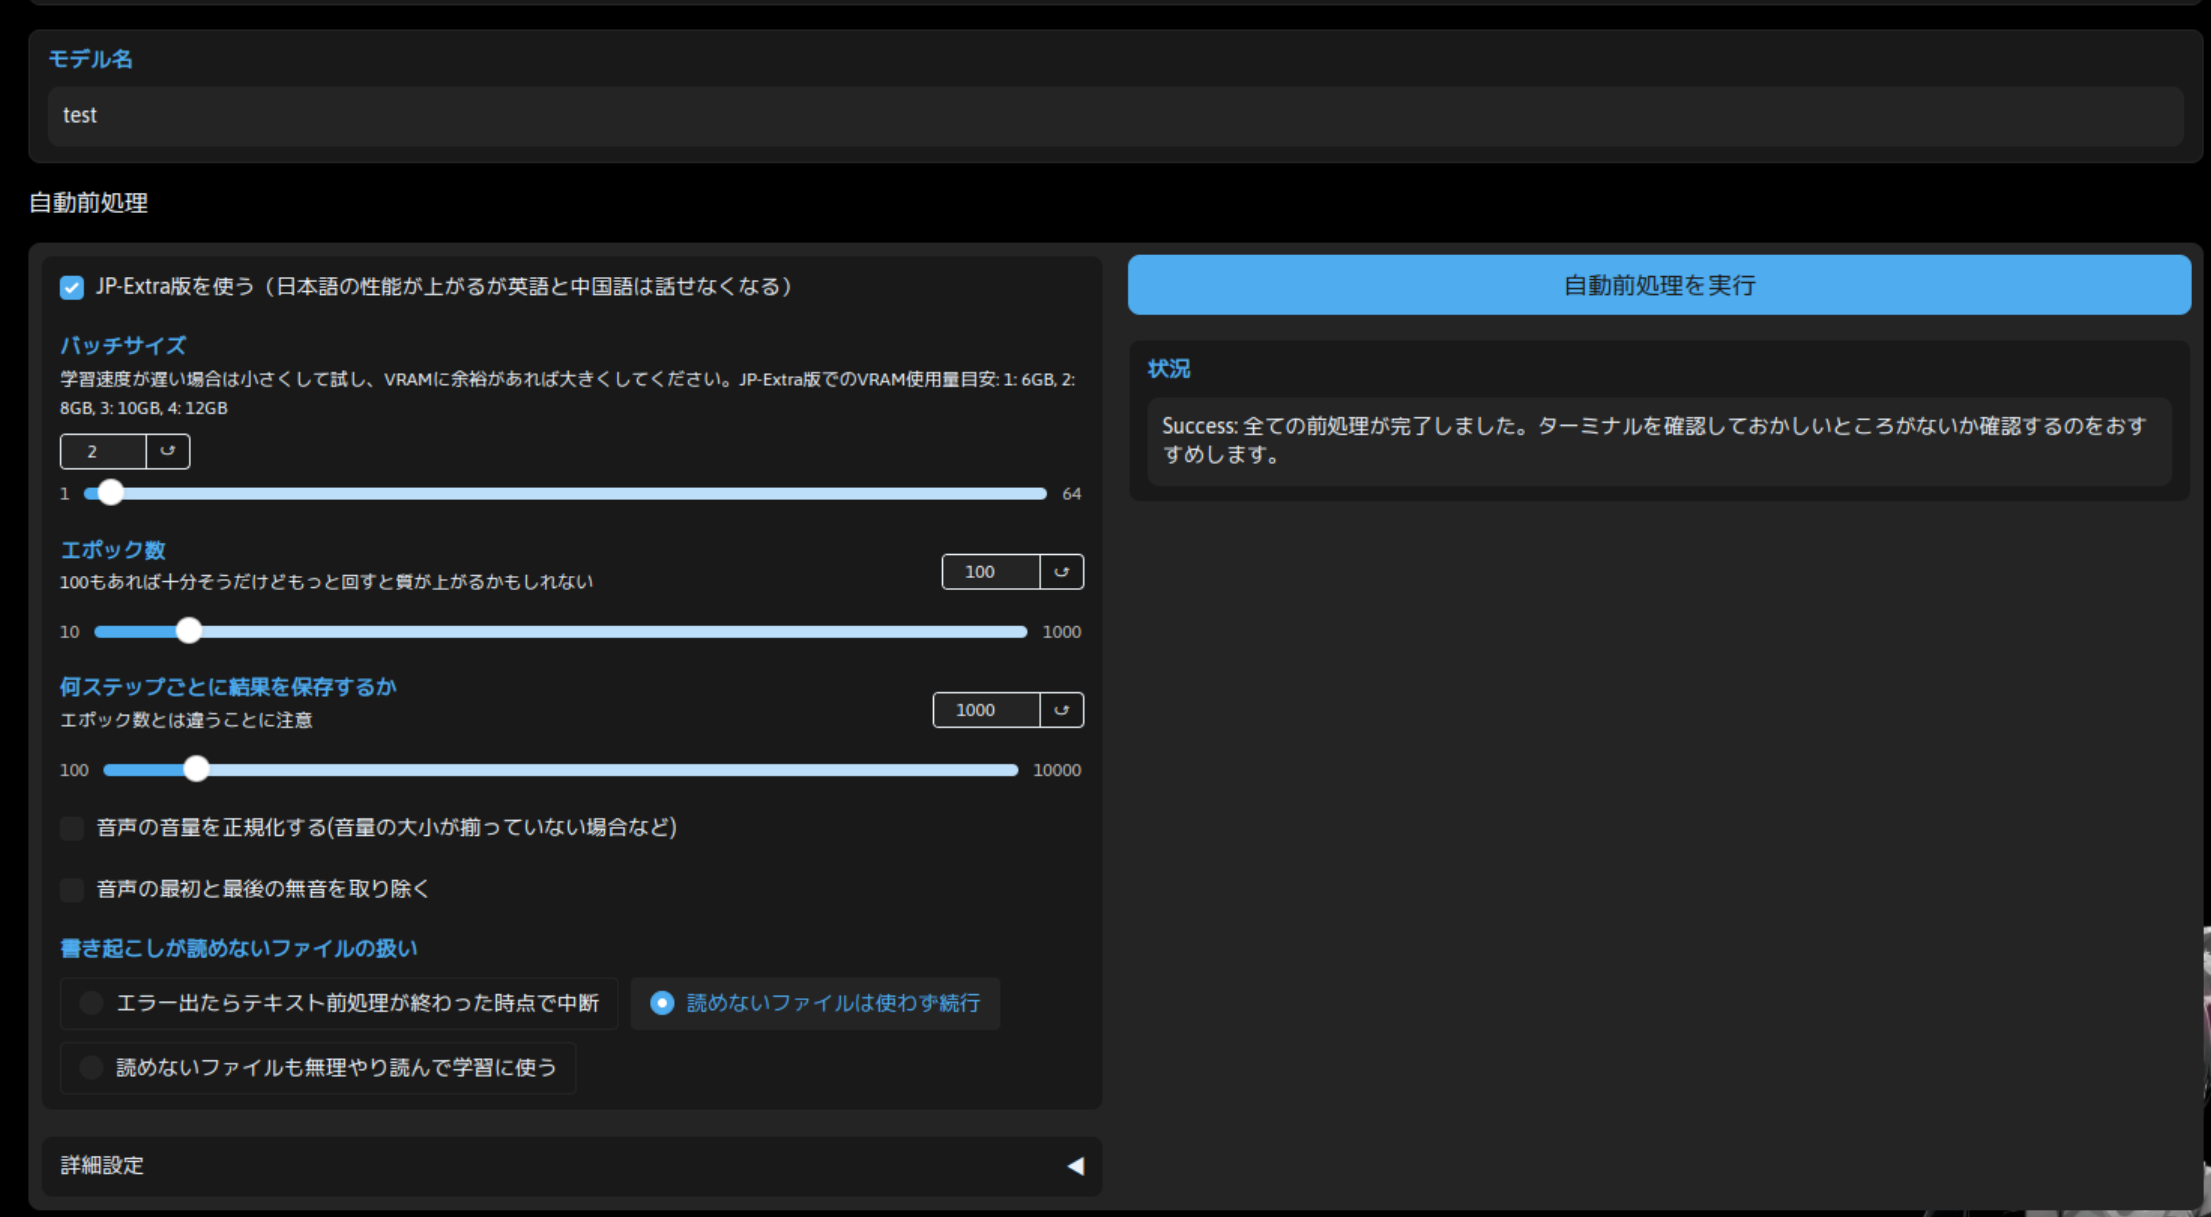 モデル名
test
自動前処理
JP-Extra版を使う（日本語の性能が上がるが英語と中国語は話せなくなる）
バッチサイズ
学習速度が遅い場合は小さくして試し、VRAMに余裕があれば大きくしてください。JP-Extra版でのVRAM使用量目安: 1: 6GB, 2:
8GB, 3: 10GB, 4: 12GB
2
1 64
エポック数
100もあれば十分そうだけどもっと回すと質が上がるかもしれない
100
10 1000
何ステップごとに結果を保存するか
エポック数とは違うことに注意
1000
100 10000
音声の音量を正規化する(音量の大小が揃っていない場合など)
音声の最初と最後の無音を取り除く
書き起こしが読めないファイルの扱い
エラー出たらテキスト前処理が終わった時点で中断
読めないファイルは使わず続行
読めないファイルも無理やり読んで学習に使う
詳細設定
自動前処理を実行
状況
Success: 全ての前処理が完了しました。ターミナルを確認しておかしいところがないか確認するのをおす
すめします。